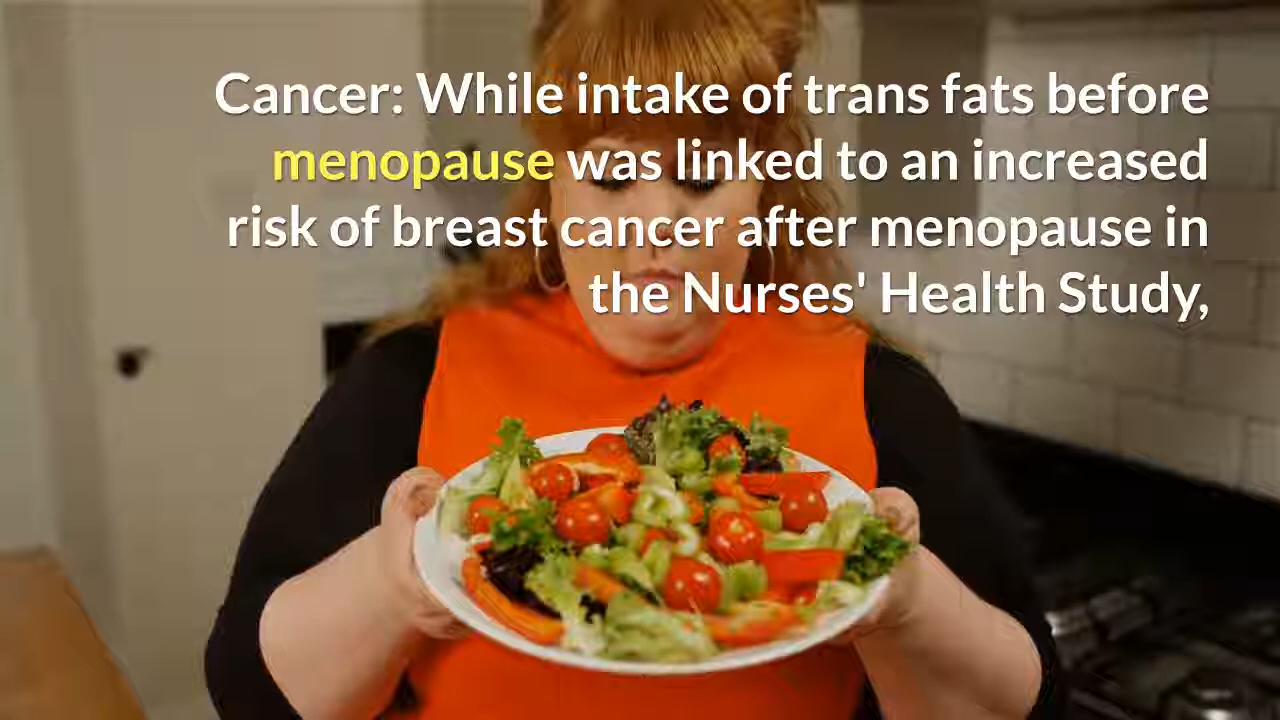 Cancer: While intake of trans fats before
menopause was linked to an increased
risk of breast cancer after menopause in
the Nurses' Health Study,